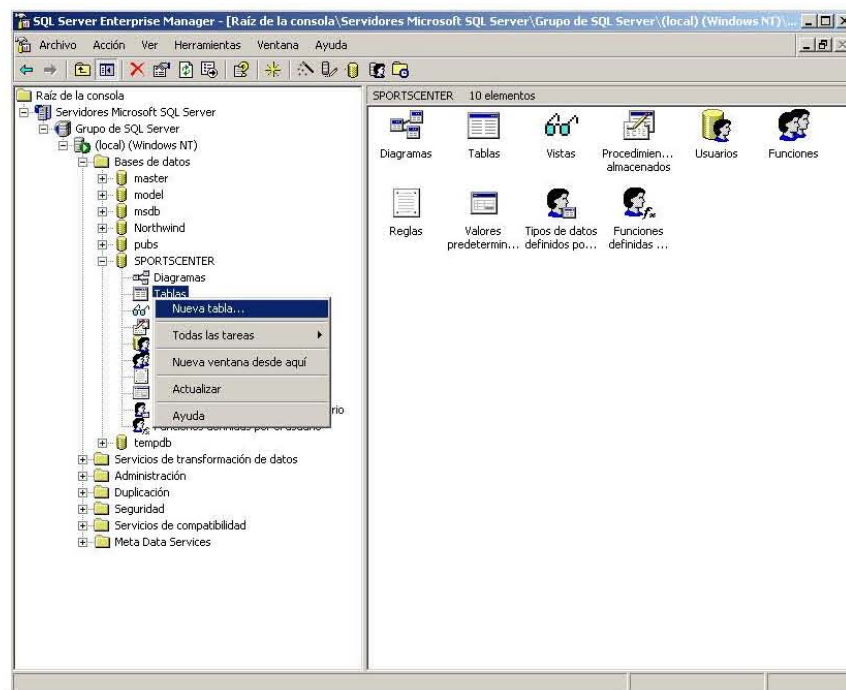 SQL Server Enterprise Manager - [Raíz de la consola\Servidores Microsoft SQL Server\Grupo de SQL Server\(local) (Windows NT)\...
Archivo Acción Ver Herramientas Ventana Ayuda
Raíz de la consola
Servidores Microsoft SQL Server
Grupo de SQL Server
(local) (Windows NT)
Bases de datos
master
model
msdb
Northwind
pubs
SPORTSCENTER
Diagramas
Tablas
Nueva tabla...
Todas las tareas
Nueva ventana desde aquí
Actualizar
Ayuda
rio
Funciones definidas por el usuario
tempdb
Servicios de transformación de datos
Administración
Duplicación
Seguridad
Servicios de compatibilidad
Meta Data Services
SPORTSCENTER 10 elementos
Diagramas
Tablas
Vistas
Procedimien...
almacenados
Usuarios
Funciones
Reglas
Valores
predetermin...
Tipos de datos
definidos po...
Funciones
definidas ...